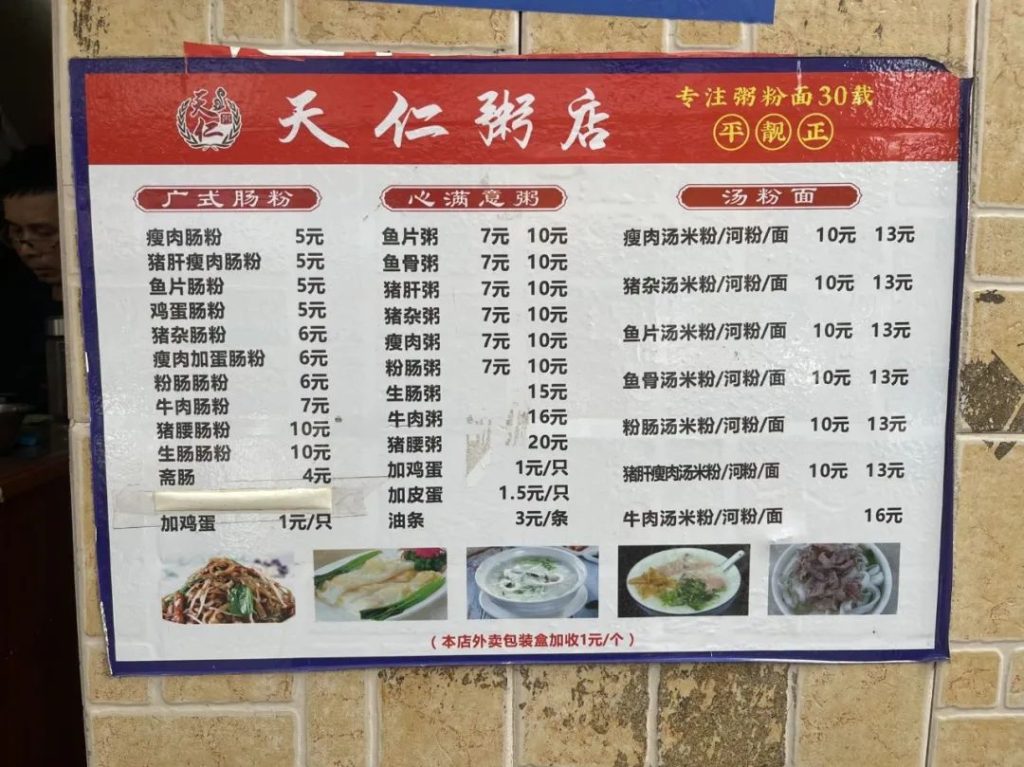 天仁
天仁粥店
专注粥粉面30载
平靓正
广式肠粉
瘦肉肠粉 5元
猪肝瘦肉肠粉 5元
鱼片肠粉 5元
鸡蛋肠粉 5元
猪杂肠粉 6元
瘦肉加蛋肠粉 6元
粉肠肠粉 6元
牛肉肠粉 7元
猪腰肠粉 10元
生肠肠粉 10元
斋肠 4元
加鸡蛋 1元/只
心满意粥
鱼片粥 7元 10元
鱼骨粥 7元 10元
猪肝粥 7元 10元
猪杂粥 7元 10元
瘦肉粥 7元 10元
粉肠粥 7元 10元
生肠粥 15元
牛肉粥 16元
猪腰粥 20元
加鸡蛋 1元/只
加皮蛋 1.5元/只
油条 3元/条
汤粉面
瘦肉汤米粉/河粉/面 10元 13元
猪杂汤米粉/河粉/面 10元 13元
鱼片汤米粉/河粉/面 10元 13元
鱼骨汤米粉/河粉/面 10元 13元
粉肠汤米粉/河粉/面 10元 13元
猪肝瘦肉汤米粉/河粉/面 10元 13元
牛肉汤米粉/河粉/面 16元
（本店外卖包装盒加收1元/个）